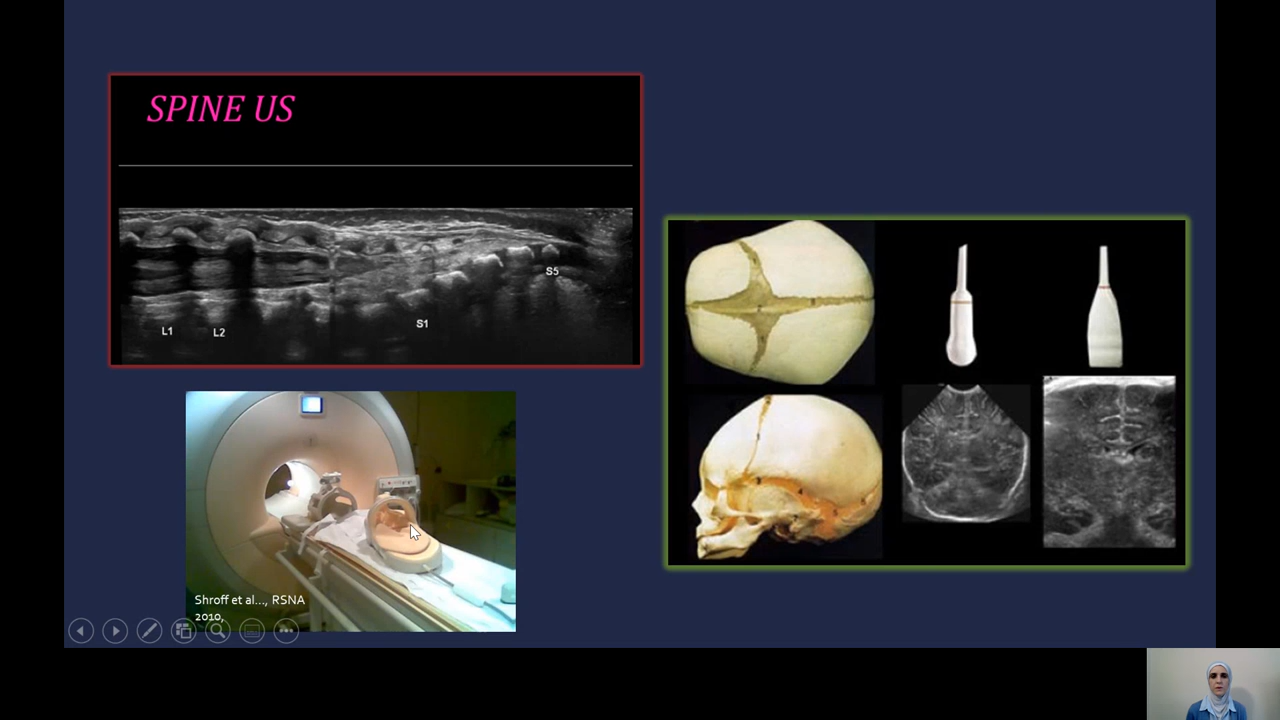 SPINE US
L1
L2
S1
S5
Shroff et al..., RSNA
2010,